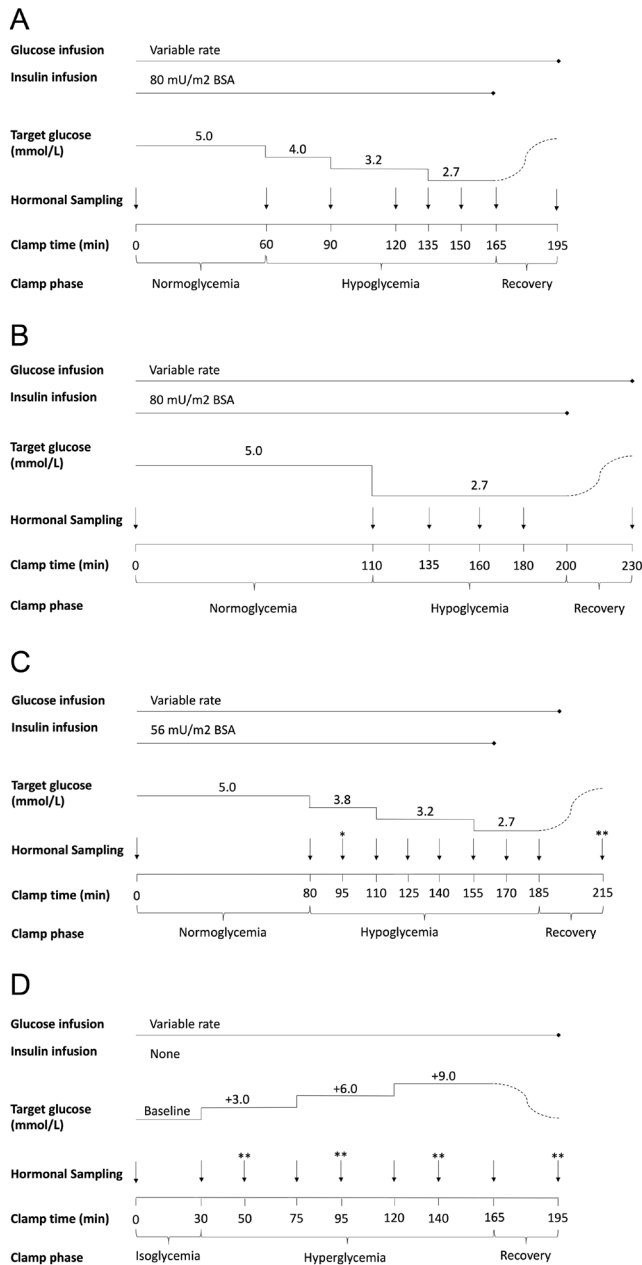 A
Glucose infusion Variable rate
Insulin infusion 80 mU/m2 BSA
Target glucose (mmol/L) 5.0 4.0 3.2 2.7
Hormonal Sampling
Clamp time (min) 0 60 90 120 135 150 165 195
Clamp phase Normoglycemia Hypoglycemia Recovery
B
Glucose infusion Variable rate
Insulin infusion 80 mU/m2 BSA
Target glucose (mmol/L) 5.0 2.7
Hormonal Sampling
Clamp time (min) 0 110 135 160 180 200 230
Clamp phase Normoglycemia Hypoglycemia Recovery
C
Glucose infusion Variable rate
Insulin infusion 56 mU/m2 BSA
Target glucose (mmol/L) 5.0 3.8 3.2 2.7
Hormonal Sampling * **
Clamp time (min) 0 80 95 110 125 140 155 170 185 215
Clamp phase Normoglycemia Hypoglycemia Recovery
D
Glucose infusion Variable rate
Insulin infusion None
Target glucose (mmol/L) Baseline +3.0 +6.0 +9.0
Hormonal Sampling ** ** ** **
Clamp time (min) 0 30 50 75 95 120 140 165 195
Clamp phase Isoglycemia Hyperglycemia Recovery